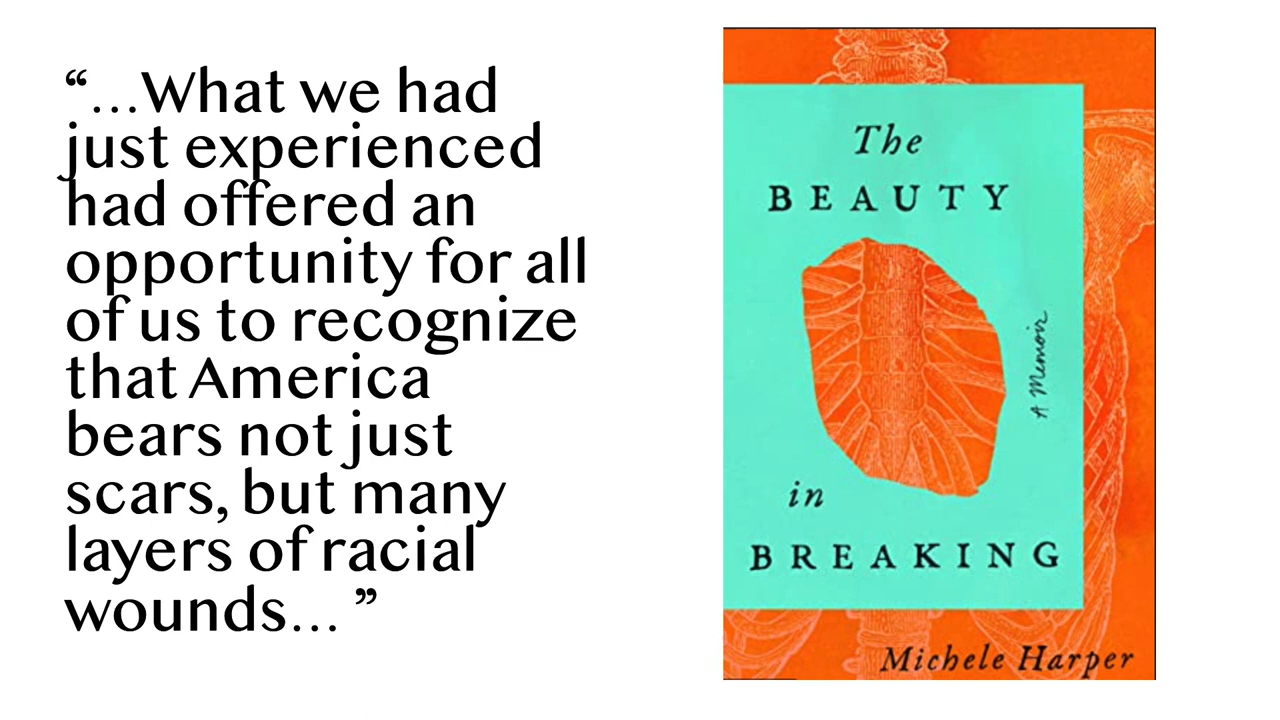 “...What we had
just experienced
had offered an
opportunity for all
of us to recognize
that America
bears not just
scars, but many
layers of racial
wounds... ”
The
BEAUTY
A Memoir
in
BREAKING
Michele Harper